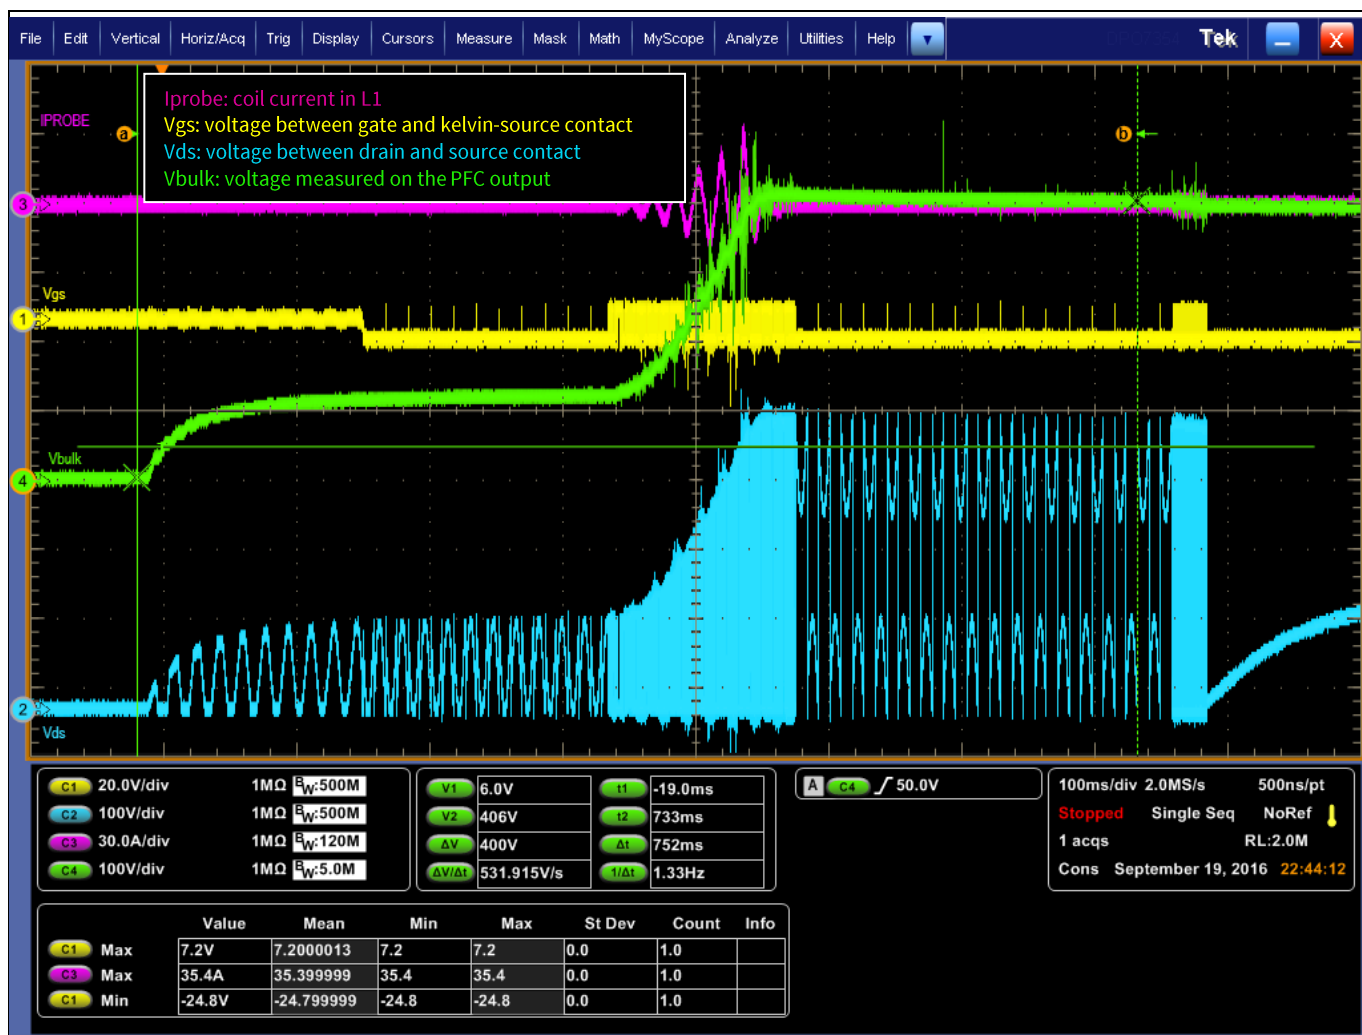 File Edit Vertical Horiz/Acq Trig Display Cursors Measure Mask Math MyScope Analyze Utilities Help Tek X
Iprobe: coil current in L1
Vgs: voltage between gate and kelvin-source contact
Vds: voltage between drain and source contact
Vbulk: voltage measured on the PFC output
IPROBE
a
b
3
Vgs
1
Vbulk
4
2
Vds
C1 20.0V/div 1MΩ BW:500M
C2 100V/div 1MΩ BW:500M
C3 30.0A/div 1MΩ BW:120M
C4 100V/div 1MΩ BW:5.0M
V1 6.0V t1 -19.0ms
V2 406V t2 733ms
ΔV 400V Δt 752ms
ΔV/Δt 531.915V/s 1/Δt 1.33Hz
A C4 50.0V
100ms/div 2.0MS/s 500ns/pt
Stopped Single Seq NoRef
1 acqs RL:2.0M
Cons September 19, 2016 22:44:12
Value Mean Min Max St Dev Count Info
C1 Max 7.2V 7.2000013 7.2 7.2 0.0 1.0
C3 Max 35.4A 35.399999 35.4 35.4 0.0 1.0
C1 Min -24.8V -24.799999 -24.8 -24.8 0.0 1.0